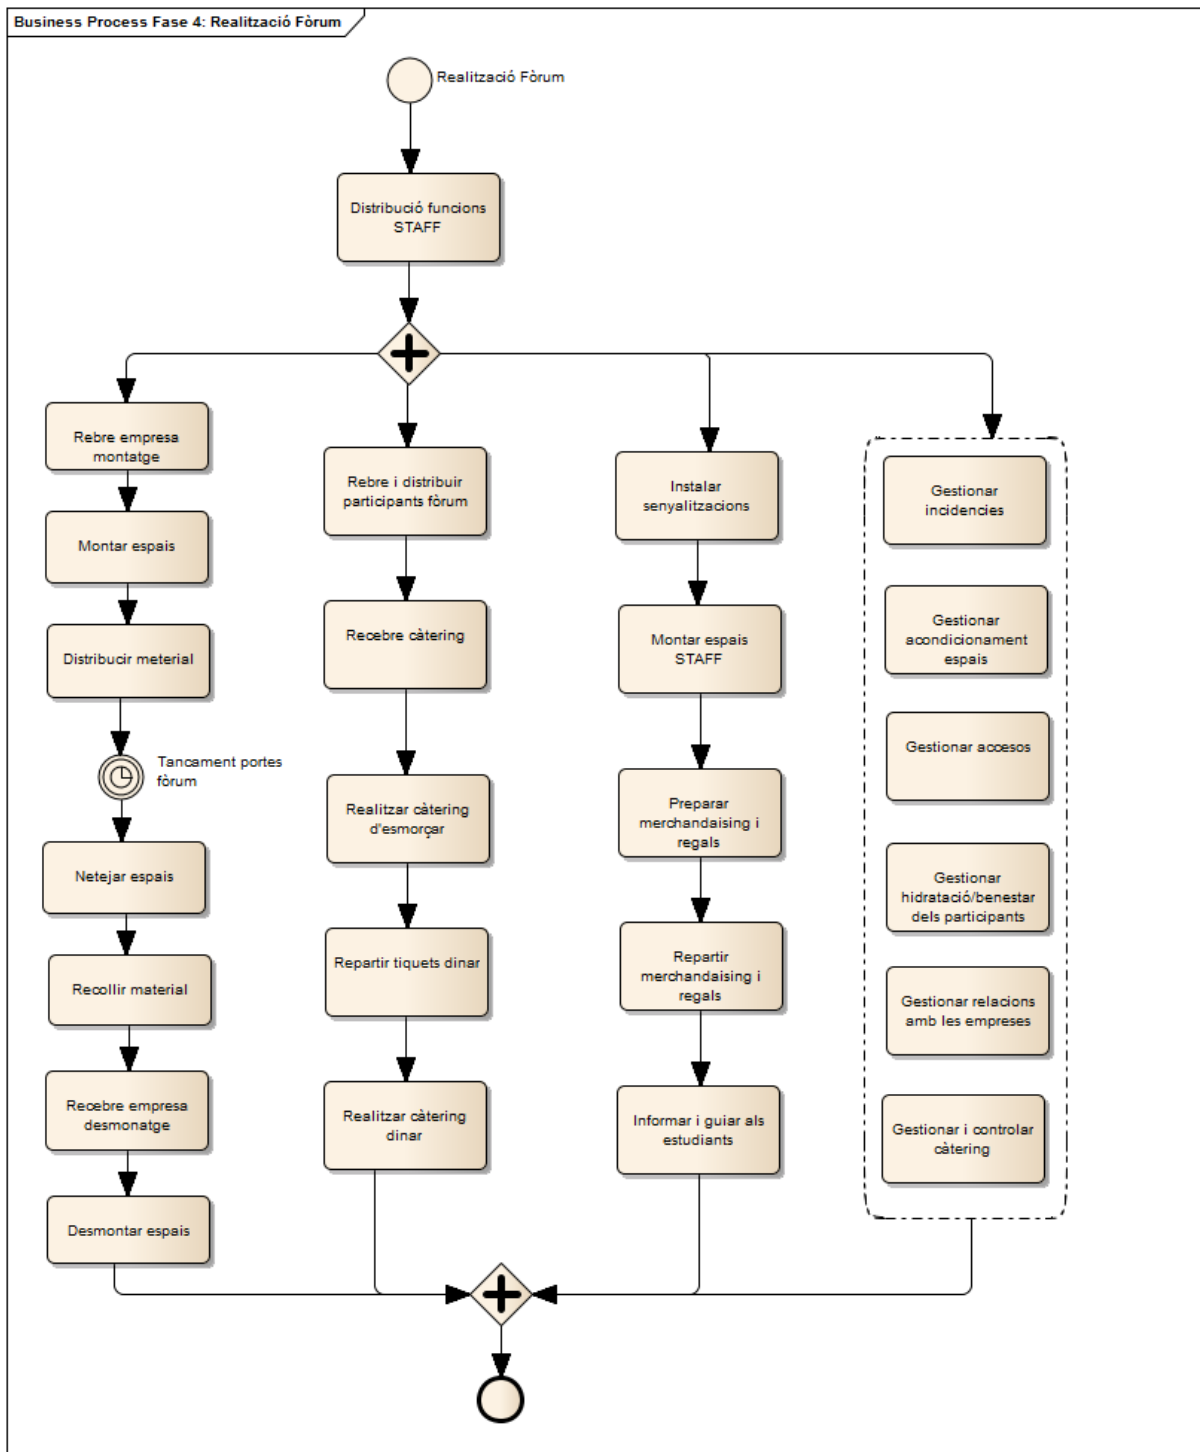 Business Process Fase 4: Realització Fòrum
Realització Fòrum
Distribució funcions
STAFF
Rebre empresa
montatge
Montar espais
Distribucir meterial
Tancament portes
fòrum
Netejar espais
Recollir material
Recebre empresa
desmonatge
Desmontar espais
Rebre i distribuir
participants fòrum
Recebre càtering
Realitzar càtering
d'esmorçar
Repartir tiquets dinar
Realitzar càtering
dinar
Instalar
senyalitzacions
Montar espais
STAFF
Preparar
merchandaising i
regals
Repartir
merchandaising i
regals
Informar i guiar als
estudiants
Gestionar
incidencies
Gestionar
acondicionament
espais
Gestionar accesos
Gestionar
hidratació/benestar
dels participants
Gestionar relacions
amb les empreses
Gestionar i controlar
càtering